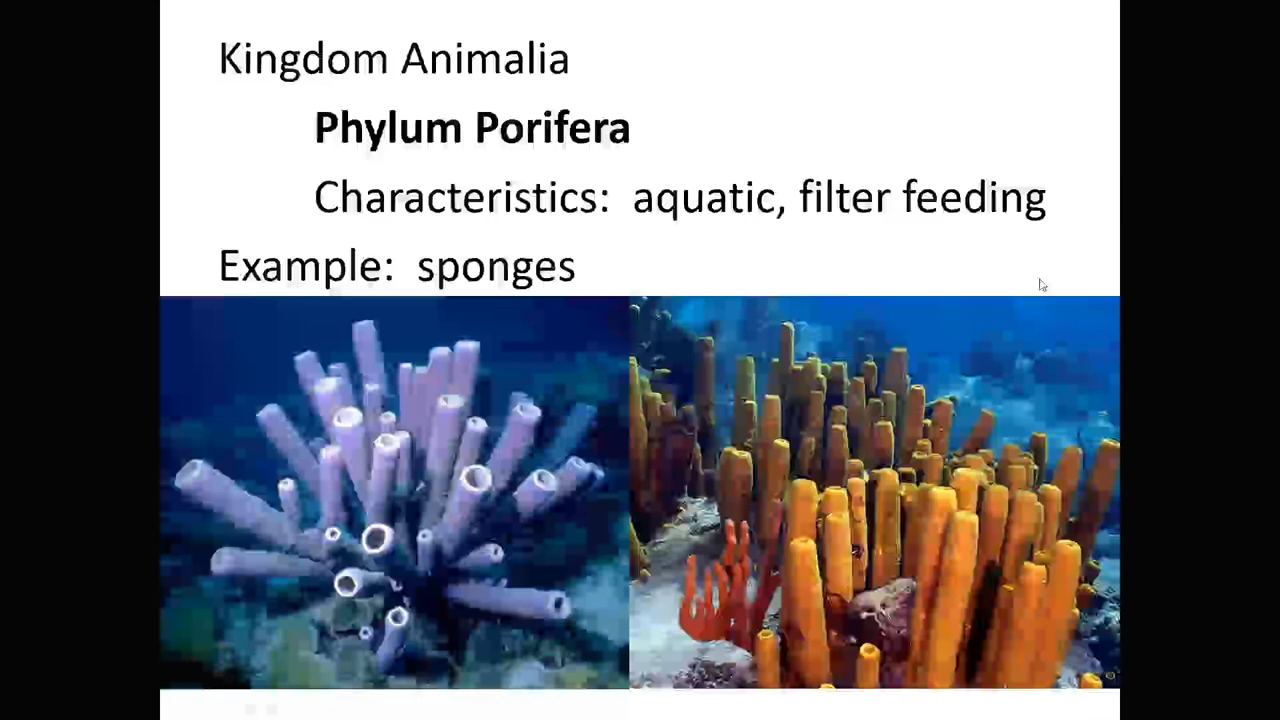 Kingdom Animalia
Phylum Porifera
Characteristics: aquatic, filter feeding
Example: sponges